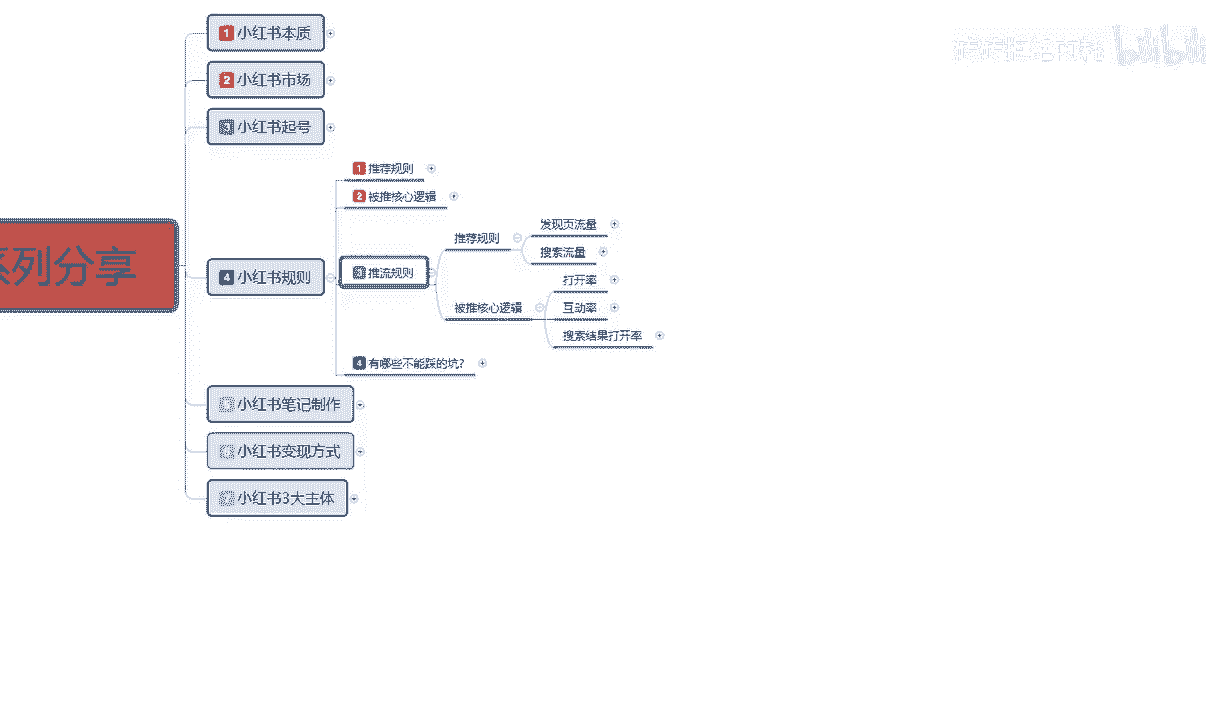 1 小红书本质
2 小红书市场
3 小红书起号
系列分享
4 小红书规则
1 推荐规则
2 被推核心逻辑
3 推流规则
推荐规则
发现页流量
搜索流量
被推核心逻辑
打开率
互动率
搜索结果打开率
4 有哪些不能踩的坑?
小红书笔记制作
小红书变现方式
小红书3大主体
bilibili